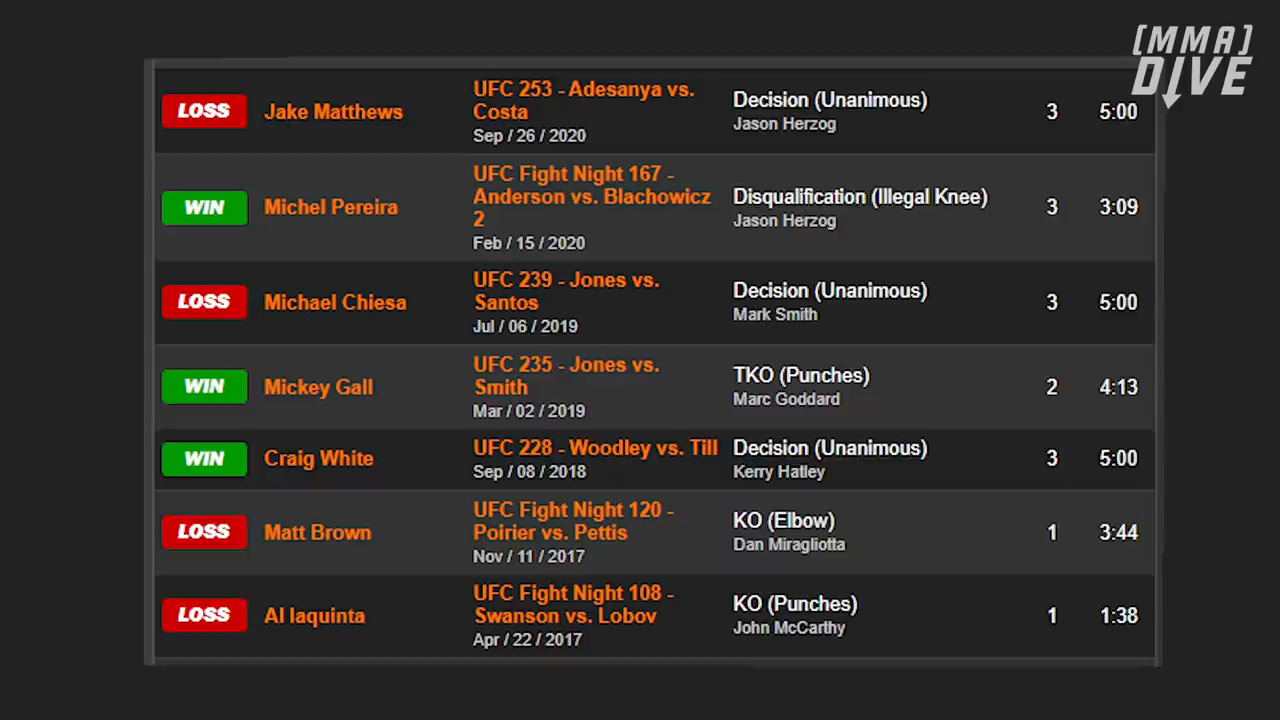 [MMA]
DIVE
LOSS Jake Matthews UFC 253 - Adesanya vs. Decision (Unanimous) 3 5:00
Costa Jason Herzog
Sep / 26 / 2020
WIN Michel Pereira UFC Fight Night 167 - Disqualification (Illegal Knee) 3 3:09
Anderson vs. Blachowicz Jason Herzog
2
Feb / 15 / 2020
LOSS Michael Chiesa UFC 239 - Jones vs. Decision (Unanimous) 3 5:00
Santos Mark Smith
Jul / 06 / 2019
WIN Mickey Gall UFC 235 - Jones vs. TKO (Punches) 2 4:13
Smith Marc Goddard
Mar / 02 / 2019
WIN Craig White UFC 228 - Woodley vs. Till Decision (Unanimous) 3 5:00
Sep / 08 / 2018 Kerry Hatley
LOSS Matt Brown UFC Fight Night 120 - KO (Elbow) 1 3:44
Poirier vs. Pettis Dan Miragliotta
Nov / 11 / 2017
LOSS Al Iaquinta UFC Fight Night 108 - KO (Punches) 1 1:38
Swanson vs. Lobov John McCarthy
Apr / 22 / 2017